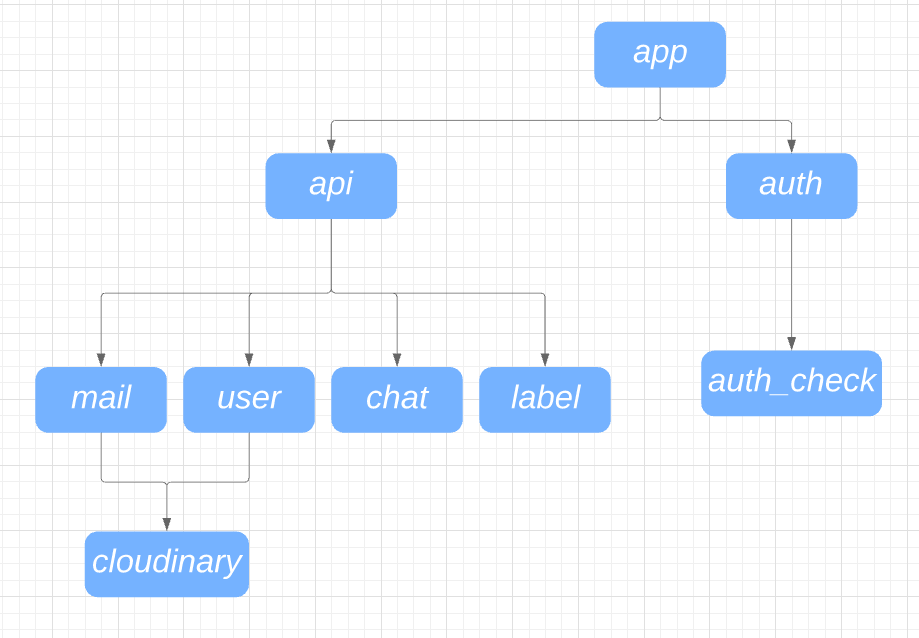 app
api
auth
mail
user
chat
label
auth_check
cloudinary